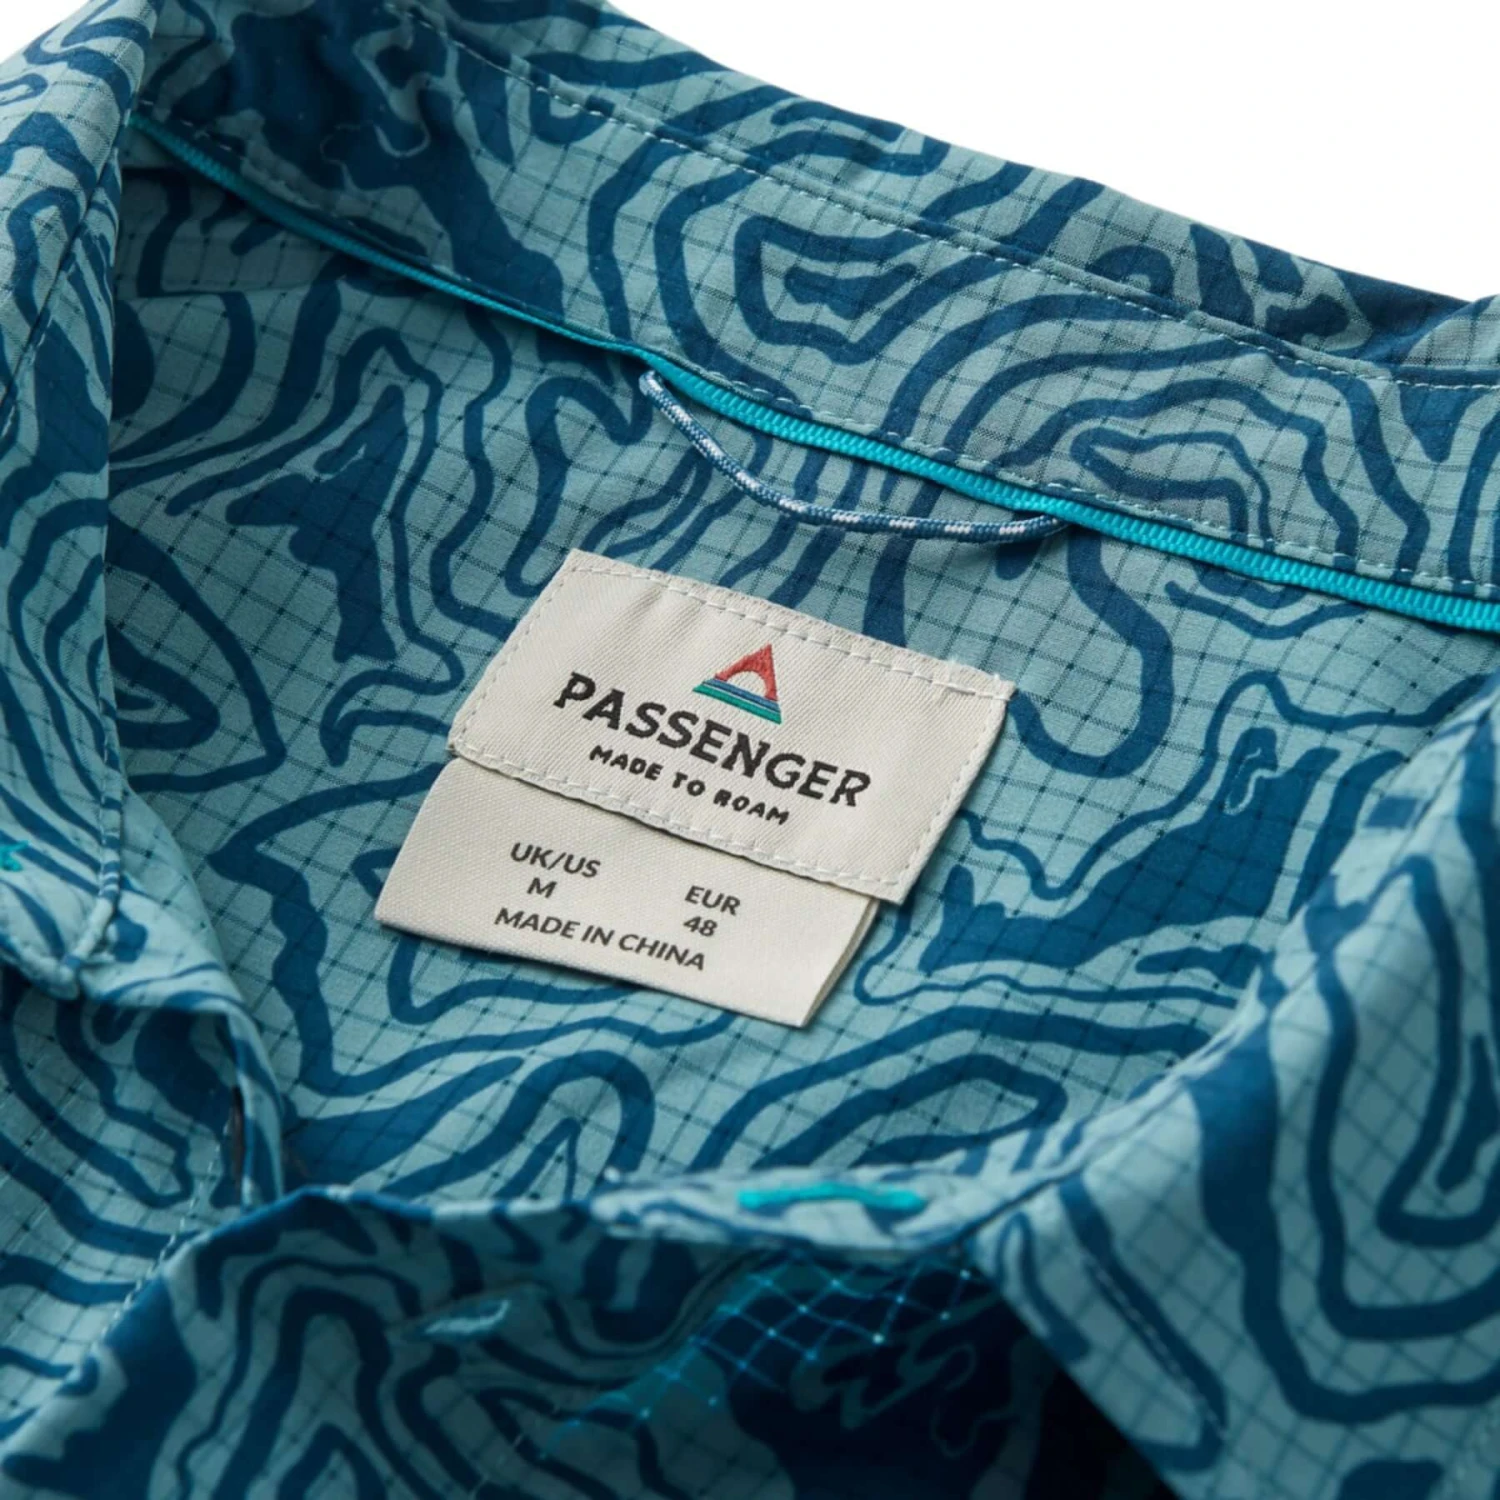 PASSENGER
MADE TO ROAM
UK/US EUR
M 48
MADE IN CHINA